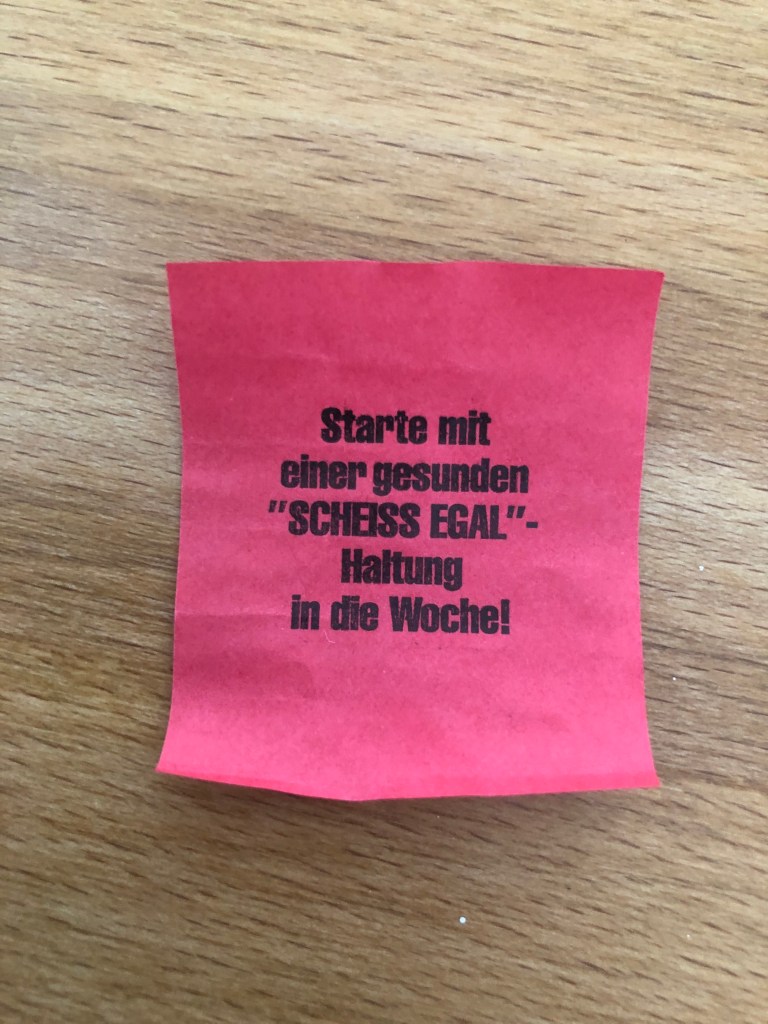 Starte mit
einer gesunden
"SCHEISS EGAL"-
Haltung
in die Woche!